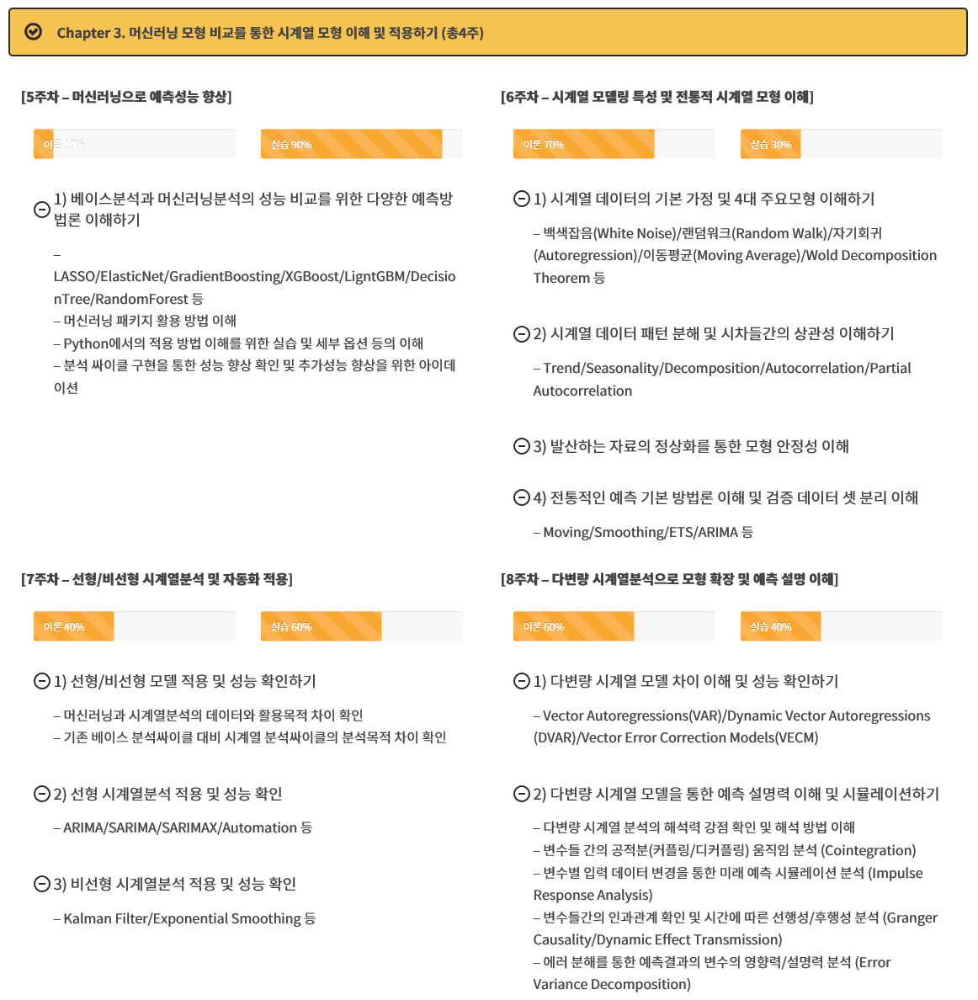 Chapter 3. 머신러닝 모형 비교를 통한 시계열 모형 이해 및 적용하기 (총4주)
[5주차 – 머신러닝으로 예측성능 향상]
이론 10%
실습 90%
1) 베이스분석과 머신러닝분석의 성능 비교를 위한 다양한 예측방
법론 이해하기
–
LASSO/ElasticNet/GradientBoosting/XGBoost/LigntGBM/Decisio
nTree/RandomForest 등
– 머신러닝 패키지 활용 방법 이해
– Python에서의 적용 방법 이해를 위한 실습 및 세부 옵션 등의 이해
– 분석 싸이클 구현을 통한 성능 향상 확인 및 추가성능 향상을 위한 아이데
이션
[6주차 – 시계열 모델링 특성 및 전통적 시계열 모형 이해]
이론 70%
실습 30%
1) 시계열 데이터의 기본 가정 및 4대 주요모형 이해하기
– 백색잡음(White Noise)/랜덤워크(Random Walk)/자기회귀
(Autoregression)/이동평균(Moving Average)/Wold Decomposition
Theorem 등
2) 시계열 데이터 패턴 분해 및 시차들간의 상관성 이해하기
– Trend/Seasonality/Decomposition/Autocorrelation/Partial
Autocorrelation
3) 발산하는 자료의 정상화를 통한 모형 안정성 이해
4) 전통적인 예측 기본 방법론 이해 및 검증 데이터 셋 분리 이해
– Moving/Smoothing/ETS/ARIMA 등
[7주차 – 선형/비선형 시계열분석 및 자동화 적용]
이론 40%
실습 60%
1) 선형/비선형 모델 적용 및 성능 확인하기
– 머신러닝과 시계열분석의 데이터와 활용목적 차이 확인
– 기존 베이스 분석싸이클 대비 시계열 분석싸이클의 분석목적 차이 확인
2) 선형 시계열분석 적용 및 성능 확인
– ARIMA/SARIMA/SARIMAX/Automation 등
3) 비선형 시계열분석 적용 및 성능 확인
– Kalman Filter/Exponential Smoothing 등
[8주차 – 다변량 시계열분석으로 모형 확장 및 예측 설명 이해]
이론 60%
실습 40%
1) 다변량 시계열 모델 차이 이해 및 성능 확인하기
– Vector Autoregressions(VAR)/Dynamic Vector Autoregressions
(DVAR)/Vector Error Correction Models(VECM)
2) 다변량 시계열 모델을 통한 예측 설명력 이해 및 시뮬레이션하기
– 다변량 시계열 분석의 해석력 강점 확인 및 해석 방법 이해
– 변수들 간의 공적분(커플링/디커플링) 움직임 분석 (Cointegration)
– 변수별 입력 데이터 변경을 통한 미래 예측 시뮬레이션 분석 (Impulse
Response Analysis)
– 변수들간의 인과관계 확인 및 시간에 따른 선행성/후행성 분석 (Granger
Causality/Dynamic Effect Transmission)
– 에러 분해를 통한 예측결과의 변수의 영향력/설명력 분석 (Error
Variance Decomposition)